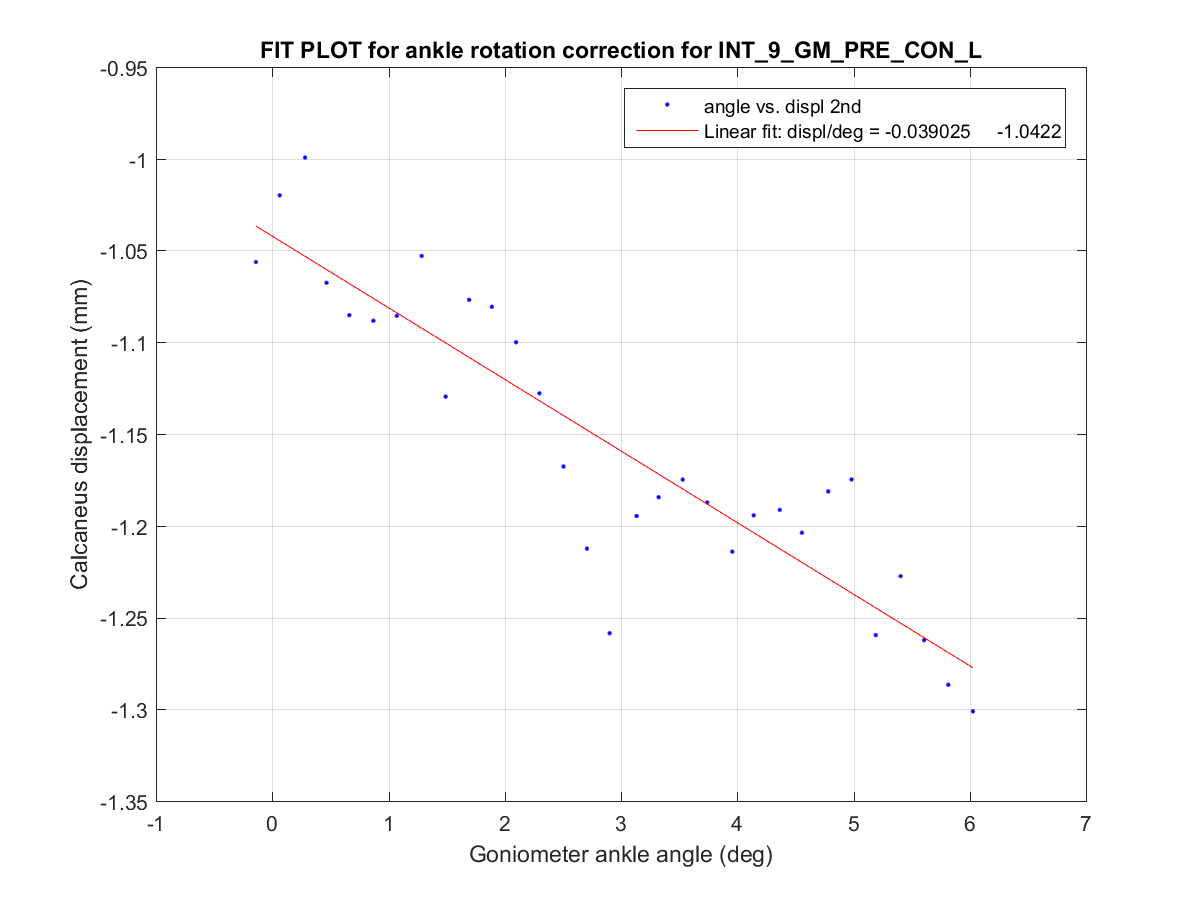 FIT PLOT for ankle rotation correction for INT_9_GM_PRE_CON_L
angle vs. displ 2nd
Linear fit: displ/deg = -0.039025 -1.0422
-0.95
-1
-1.05
-1.1
-1.15
-1.2
-1.25
-1.3
-1.35
Calcaneus displacement (mm)
-1 0 1 2 3 4 5 6 7
Goniometer ankle angle (deg)